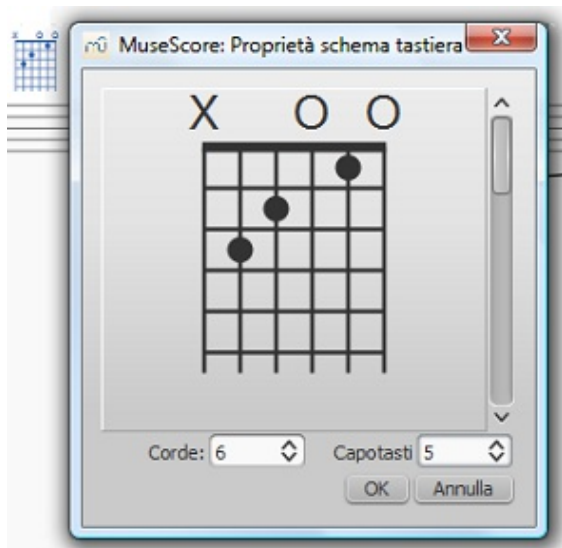 MuseScore: Proprietà schema tastiera
X O O
Corde: 6 Capotasti 5
OK Annulla